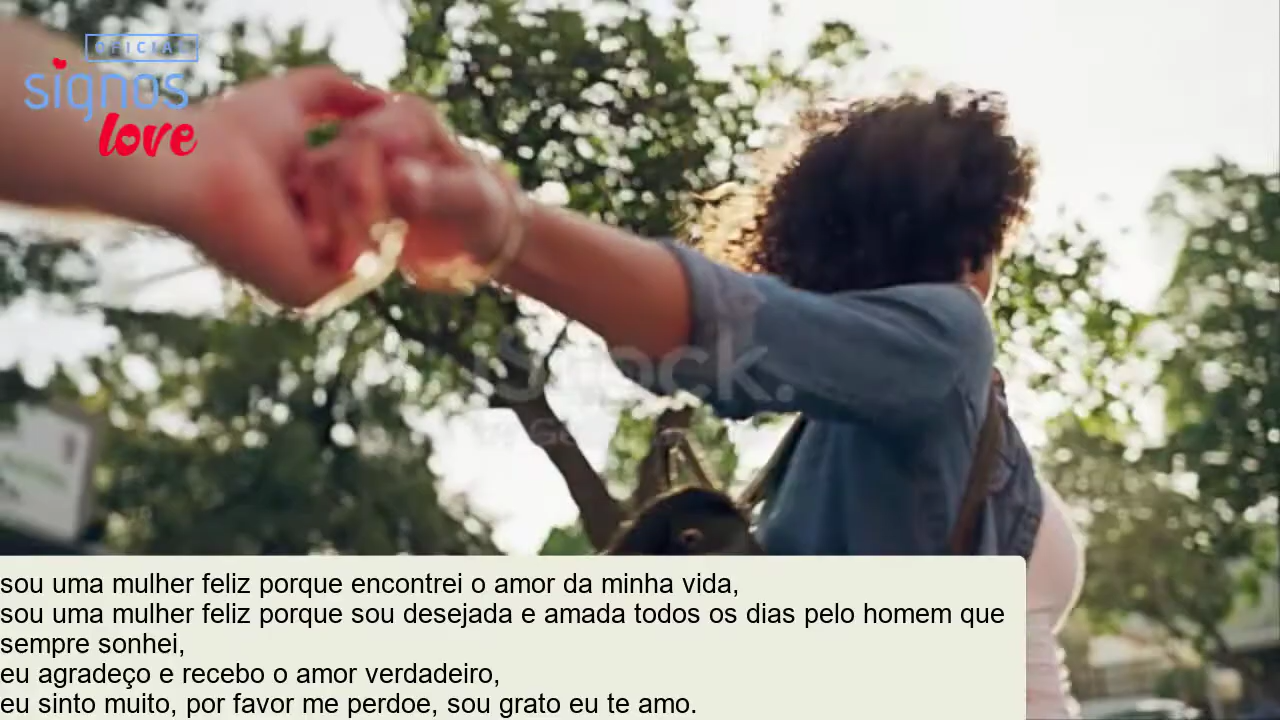 OFICIAL
signos
love
iStock.
sou uma mulher feliz porque encontrei o amor da minha vida,
sou uma mulher feliz porque sou desejada e amada todos os dias pelo homem que
sempre sonhei,
eu agradeço e recebo o amor verdadeiro,
eu sinto muito, por favor me perdoe, sou grato eu te amo.